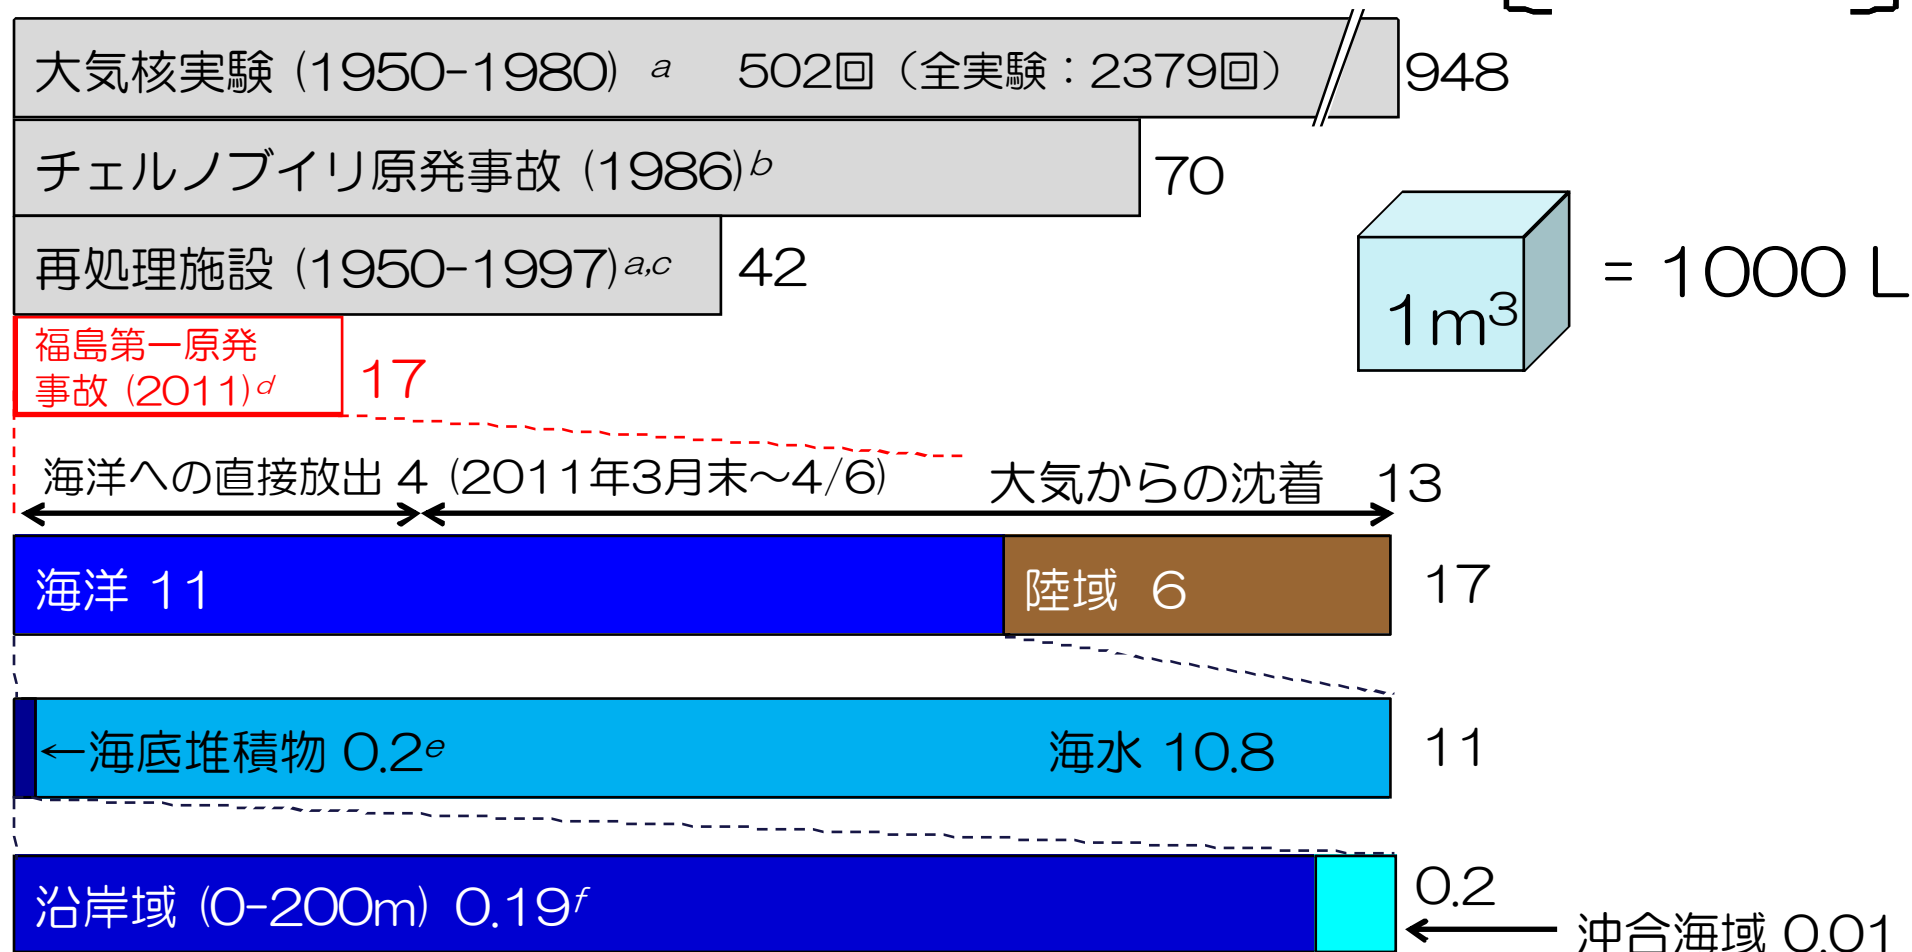 大気核実験 (1950-1980) a 502回（全実験：2379回） 948
チェルノブイリ原発事故 (1986)b 70
再処理施設 (1950-1997)a,c 42
1m3 = 1000 L
福島第一原発
事故 (2011)d 17
海洋への直接放出 4 (2011年3月末～4/6) 大気からの沈着 13
海洋 11 陸域 6 17
←海底堆積物 0.2e 海水 10.8 11
沿岸域 (0-200m) 0.19f 0.2
沖合海域 0.01